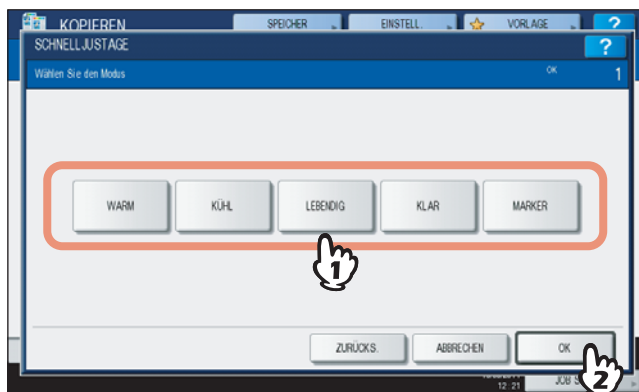 KOPIEREN SPEICHER EINSTELL. VORLAGE ?
SCHNELLJUSTAGE ?
Wählen Sie den Modus OK 1
WARM KÜHL LEBENDIG KLAR MARKER
1
ZURÜCKS. ABBRECHEN OK
2
12:21 JOB S